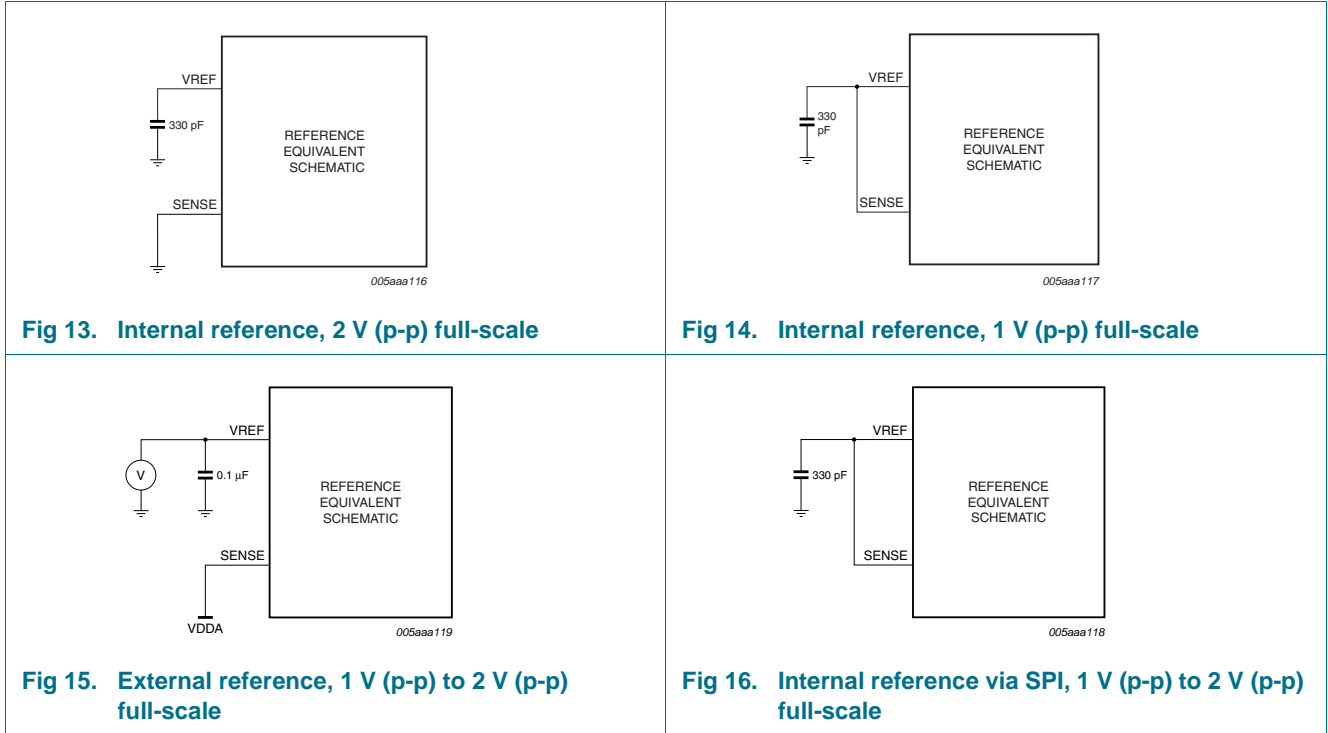 VREF
330 pF
REFERENCE
EQUIVALENT
SCHEMATIC
SENSE
005aaa116
Fig 13. Internal reference, 2 V (p-p) full-scale
VREF
330
pF
REFERENCE
EQUIVALENT
SCHEMATIC
SENSE
005aaa117
Fig 14. Internal reference, 1 V (p-p) full-scale
VREF
V
0.1 μF
REFERENCE
EQUIVALENT
SCHEMATIC
SENSE
VDDA
005aaa119
Fig 15. External reference, 1 V (p-p) to 2 V (p-p)
full-scale
VREF
330 pF
REFERENCE
EQUIVALENT
SCHEMATIC
SENSE
005aaa118
Fig 16. Internal reference via SPI, 1 V (p-p) to 2 V (p-p)
full-scale